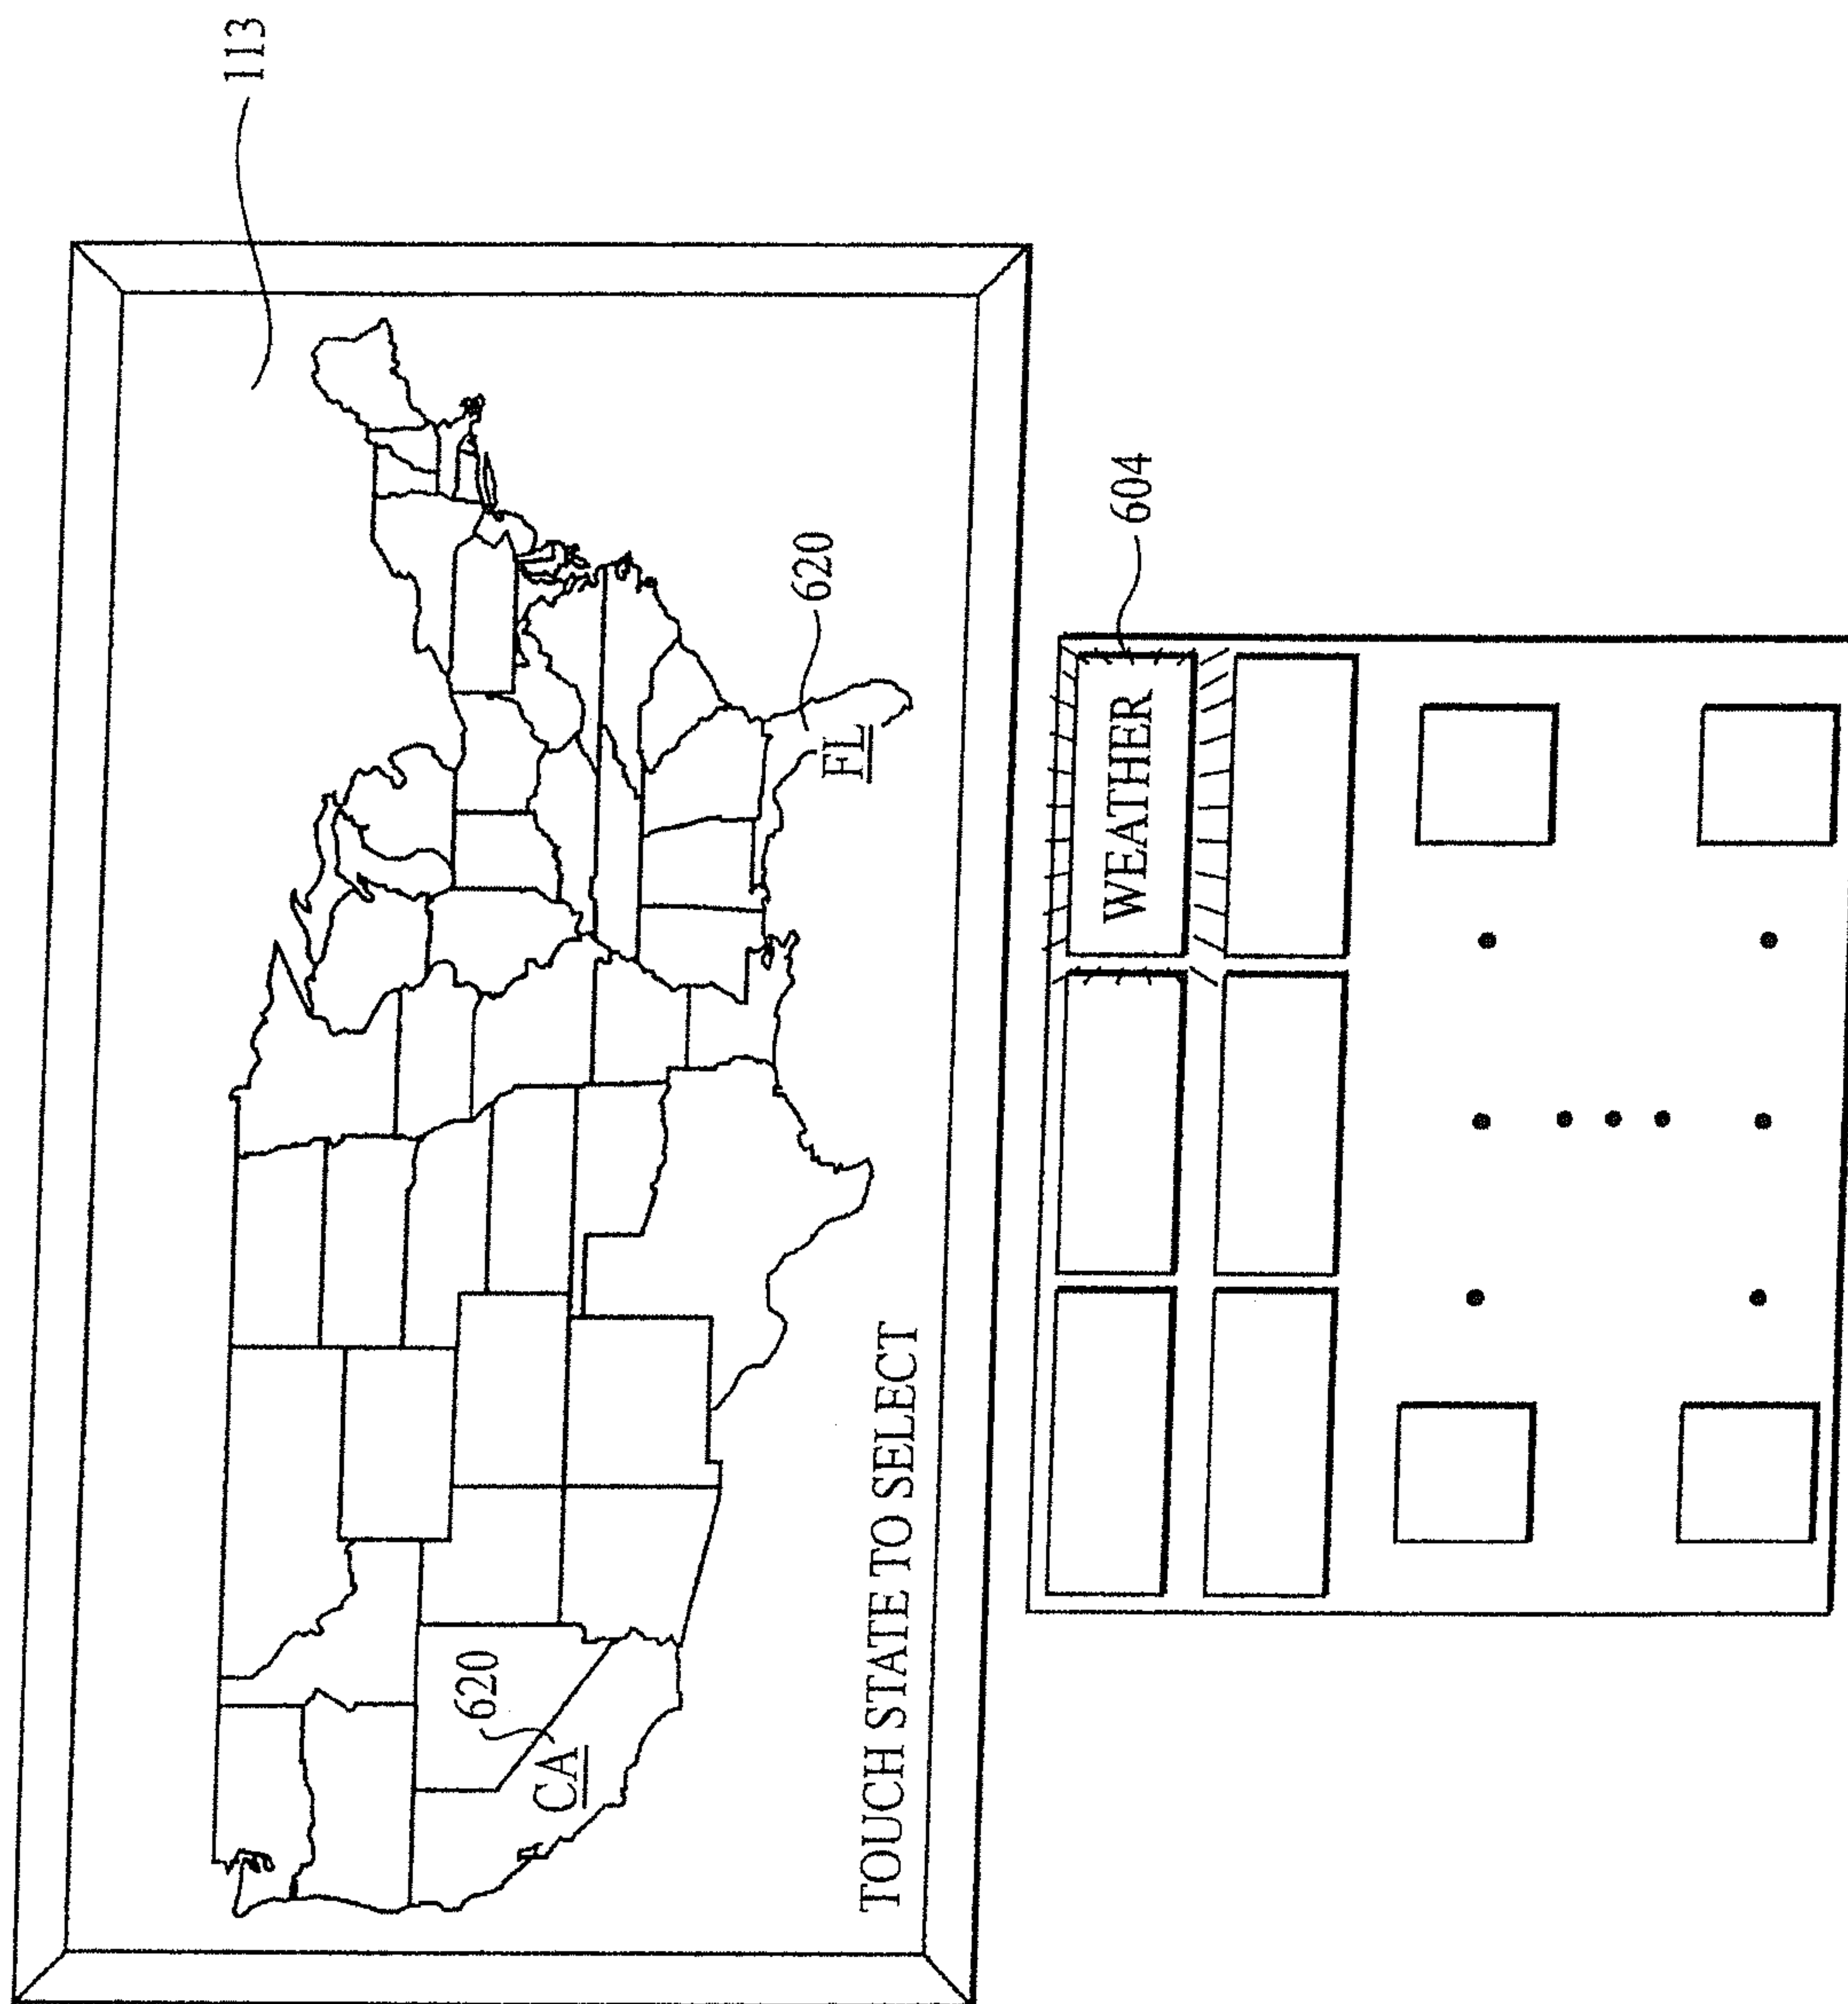 113
620
CA
620
FL
TOUCH STATE TO SELECT
604
WEATHER